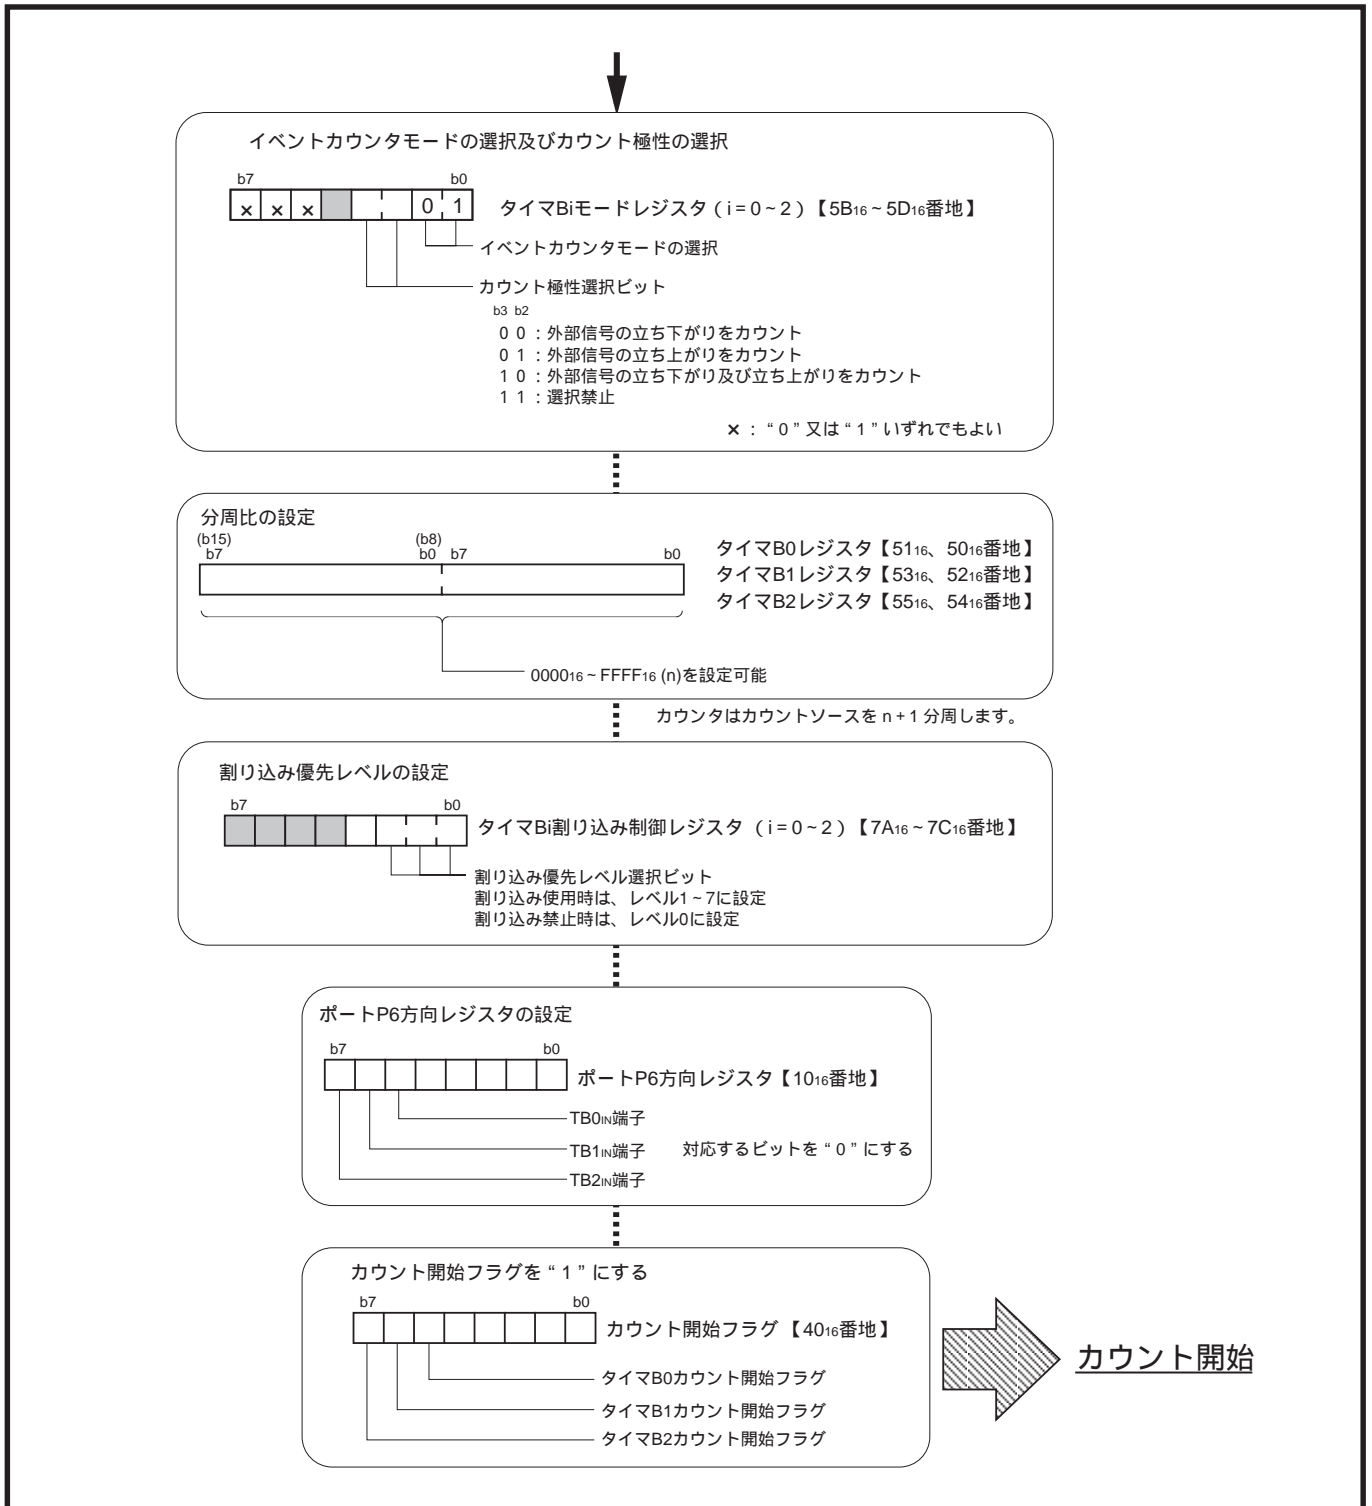 イベントカウンタモードの選択及びカウント極性の選択
b7 b0
× × × 0 1 タイマBiモードレジスタ（i=0~2）【5B16~5D16番地】
イベントカウンタモードの選択
カウント極性選択ビット
b3 b2
0 0：外部信号の立ち下がりをカウント
0 1：外部信号の立ち上がりをカウント
1 0：外部信号の立ち下がり及び立ち上がりをカウント
1 1：選択禁止
×：“0”又は“1”いずれでもよい
分周比の設定
(b15) (b8)
b7 b0 b7 b0
タイマB0レジスタ【5116、5016番地】
タイマB1レジスタ【5316、5216番地】
タイマB2レジスタ【5516、5416番地】
000016~FFFF16 (n)を設定可能
カウンタはカウントソースを n+1 分周します。
割り込み優先レベルの設定
b7 b0
タイマBi割り込み制御レジスタ（i=0~2）【7A16~7C16番地】
割り込み優先レベル選択ビット
割り込み使用時は、レベル1~7に設定
割り込み禁止時は、レベル0に設定
ポートP6方向レジスタの設定
b7 b0
ポートP6方向レジスタ【1016番地】
TB0IN端子
TB1IN端子 対応するビットを“0”にする
TB2IN端子
カウント開始フラグを“1”にする
b7 b0
カウント開始フラグ【4016番地】
カウント開始
タイマB0カウント開始フラグ
タイマB1カウント開始フラグ
タイマB2カウント開始フラグ